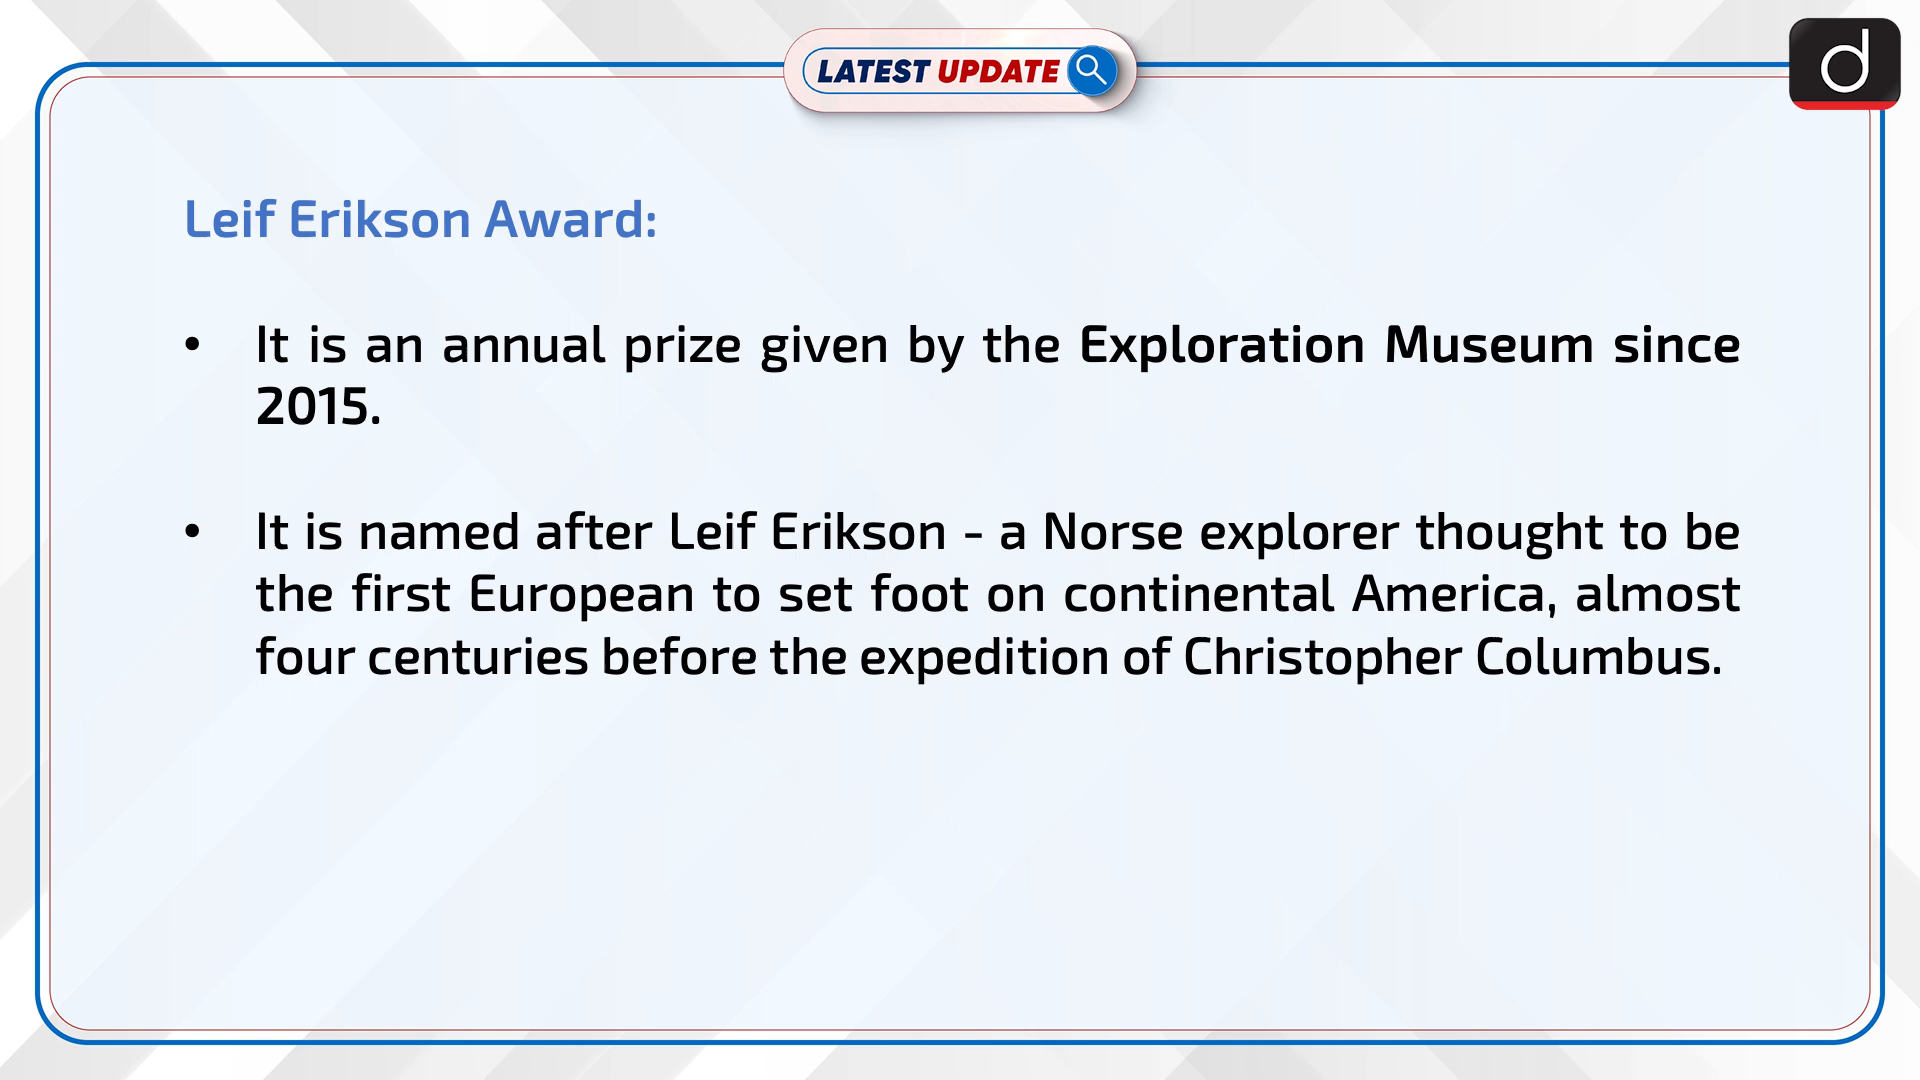 LATEST UPDATE
d
Leif Erikson Award:
• It is an annual prize given by the Exploration Museum since
2015.
• It is named after Leif Erikson - a Norse explorer thought to be
the first European to set foot on continental America, almost
four centuries before the expedition of Christopher Columbus.